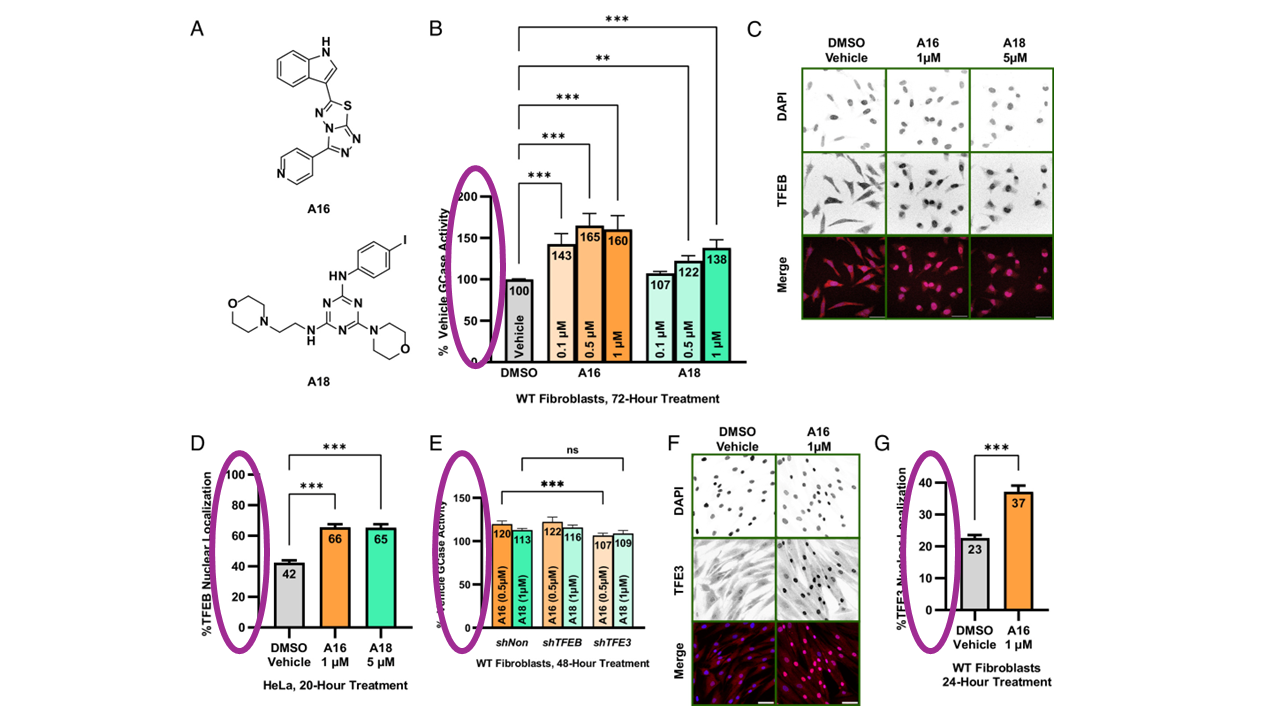 A
H
N
N
S
N
N
N
N
N
A16
I
HN
O
N
N
N
N
N
H
N
O
A18
B
***
**
***
***
***
% Vehicle GCase Activity
200
150
100
50
0
100
Vehicle
143
0.1 µM
165
0.5 µM
160
1 µM
107
0.1 µM
122
0.5 µM
138
1 µM
DMSO A16 A18
WT Fibroblasts, 72-Hour Treatment
C
DMSO
Vehicle
A16
1µM
A18
5µM
DAPI
TFEB
Merge
D
***
***
%TFEB Nuclear Localization
100
80
60
40
20
0
42
66
65
DMSO
Vehicle
A16
1 µM
A18
5 µM
HeLa, 20-Hour Treatment
E
ns
***
% Vehicle GCase Activity
150
100
50
0
120
A16 (0.5µM)
113
A18 (1µM)
122
A16 (0.5µM)
116
A18 (1µM)
107
A16 (0.5µM)
109
A18 (1µM)
shNon shTFEB shTFE3
WT Fibroblasts, 48-Hour Treatment
F
DMSO
Vehicle
A16
1µM
DAPI
TFE3
Merge
G
***
%TFE3 Nuclear Localization
40
30
20
10
0
23
37
DMSO
Vehicle
A16
1 µM
WT Fibroblasts
24-Hour Treatment